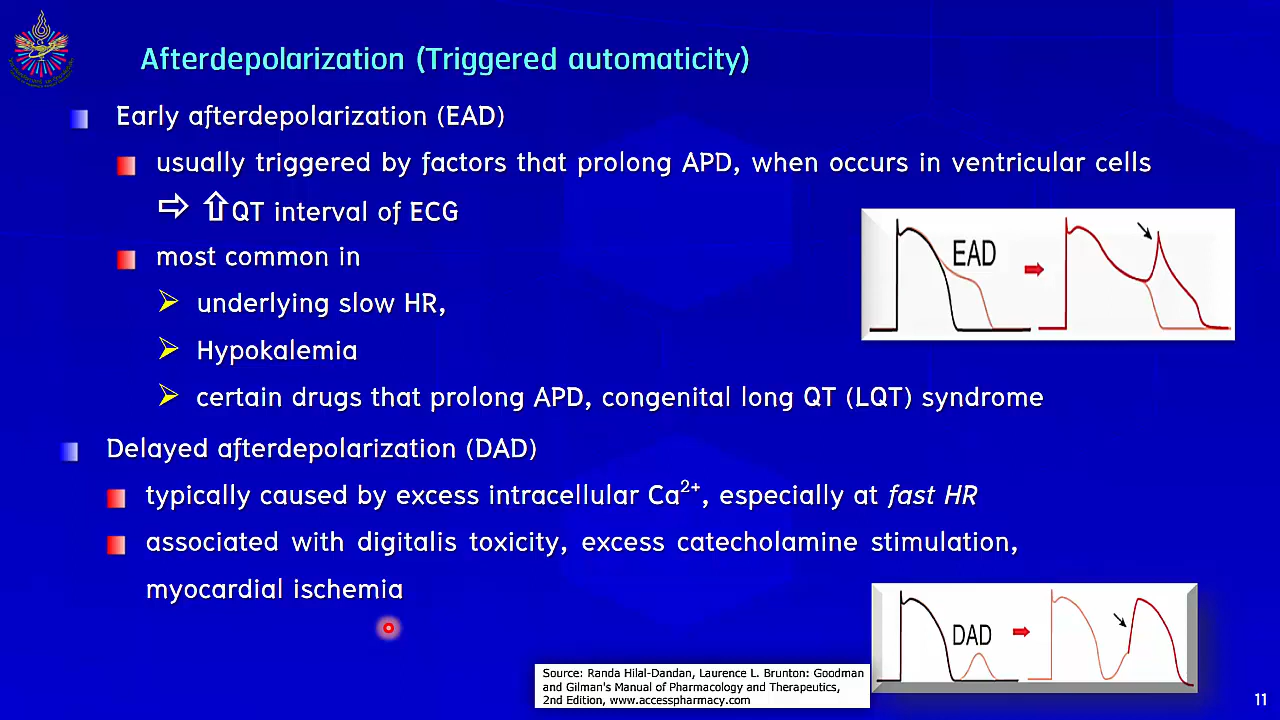 Afterdepolarization (Triggered automaticity)
Early afterdepolarization (EAD)
usually triggered by factors that prolong APD, when occurs in ventricular cells
⇨ ⇧QT interval of ECG
most common in
underlying slow HR,
Hypokalemia
certain drugs that prolong APD, congenital long QT (LQT) syndrome
EAD
Delayed afterdepolarization (DAD)
typically caused by excess intracellular Ca²⁺, especially at fast HR
associated with digitalis toxicity, excess catecholamine stimulation,
myocardial ischemia
DAD
Source: Randa Hilal-Dandan, Laurence L. Brunton: Goodman
and Gilman's Manual of Pharmacology and Therapeutics,
2nd Edition, www.accesspharmacy.com
11